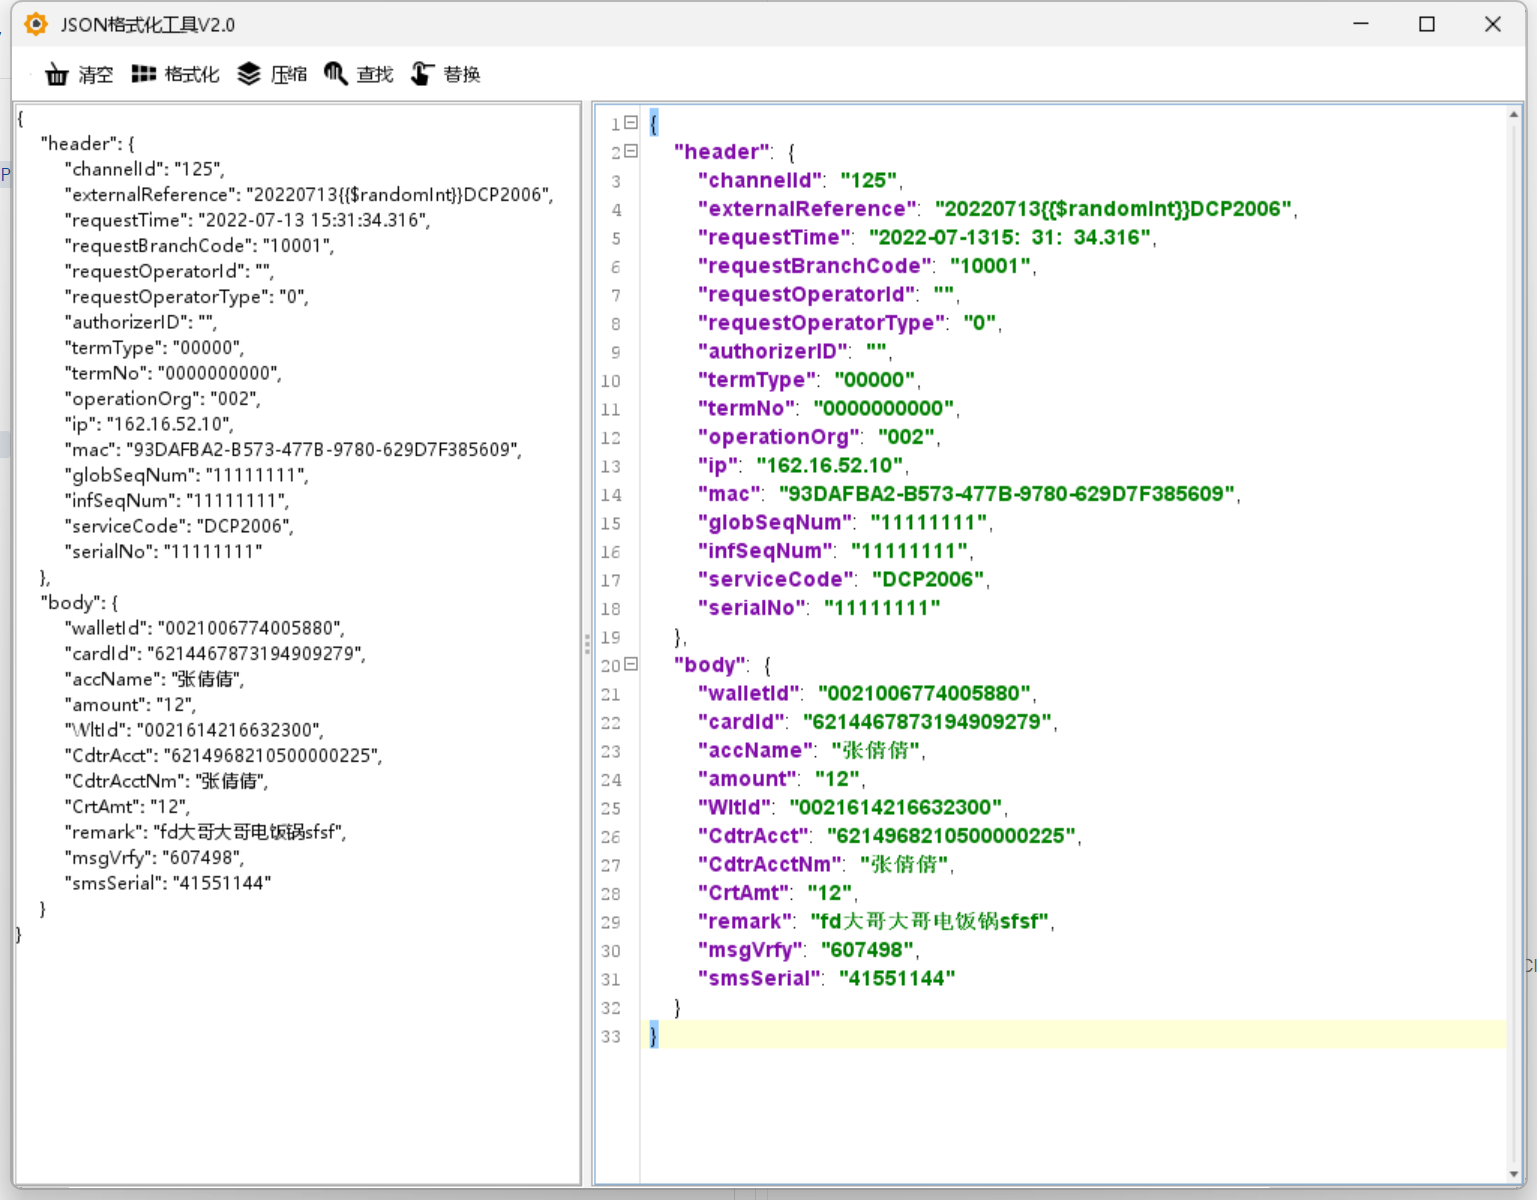 JSON格式化工具V2.0
清空 格式化 压缩 查找 替换
{
"header": {
"channelId": "125",
"externalReference": "20220713{{$randomInt}}DCP2006",
"requestTime": "2022-07-13 15:31:34.316",
"requestBranchCode": "10001",
"requestOperatorId": "",
"requestOperatorType": "0",
"authorizerID": "",
"termType": "00000",
"termNo": "0000000000",
"operationOrg": "002",
"ip": "162.16.52.10",
"mac": "93DAFBA2-B573-477B-9780-629D7F385609",
"globSeqNum": "11111111",
"infSeqNum": "11111111",
"serviceCode": "DCP2006",
"serialNo": "11111111"
},
"body": {
"walletId": "0021006774005880",
"cardId": "6214467873194909279",
"accName": "张倩倩",
"amount": "12",
"WltId": "0021614216632300",
"CdtrAcct": "6214968210500000225",
"CdtrAcctNm": "张倩倩",
"CrtAmt": "12",
"remark": "fd大哥大哥电饭锅sfsf",
"msgVrfy": "607498",
"smsSerial": "41551144"
}
}
1 {
2 "header": {
3 "channelId": "125",
4 "externalReference": "20220713{{$randomInt}}DCP2006",
5 "requestTime": "2022-07-1315: 31: 34.316",
6 "requestBranchCode": "10001",
7 "requestOperatorId": "",
8 "requestOperatorType": "0",
9 "authorizerID": "",
10 "termType": "00000",
11 "termNo": "0000000000",
12 "operationOrg": "002",
13 "ip": "162.16.52.10",
14 "mac": "93DAFBA2-B573-477B-9780-629D7F385609",
15 "globSeqNum": "11111111",
16 "infSeqNum": "11111111",
17 "serviceCode": "DCP2006",
18 "serialNo": "11111111"
19 },
20 "body": {
21 "walletId": "0021006774005880",
22 "cardId": "6214467873194909279",
23 "accName": "张倩倩",
24 "amount": "12",
25 "WltId": "0021614216632300",
26 "CdtrAcct": "6214968210500000225",
27 "CdtrAcctNm": "张倩倩",
28 "CrtAmt": "12",
29 "remark": "fd大哥大哥电饭锅sfsf",
30 "msgVrfy": "607498",
31 "smsSerial": "41551144"
32 }
33 }